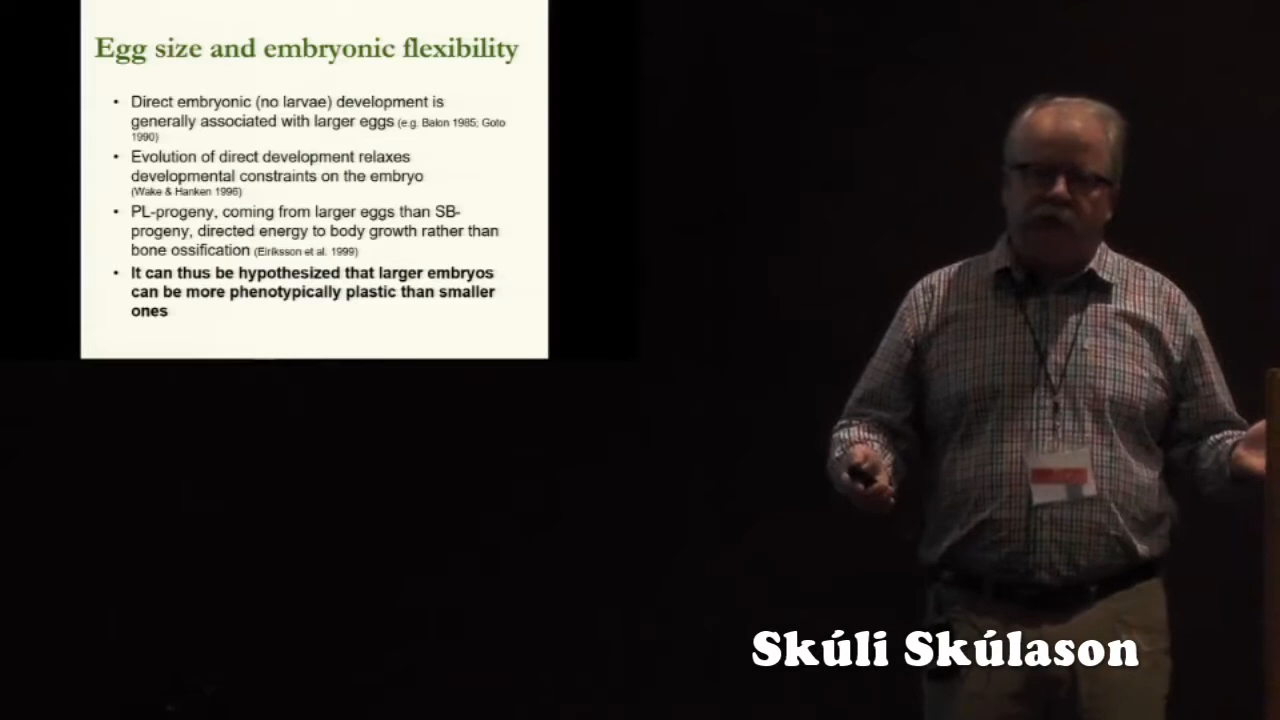 Egg size and embryonic flexibility
• Direct embryonic (no larvae) development is
generally associated with larger eggs (e.g. Balon 1985; Goto
1990)
• Evolution of direct development relaxes
developmental constraints on the embryo
(Wake & Hanken 1996)
• PL-progeny, coming from larger eggs than SB-
progeny, directed energy to body growth rather than
bone ossification (Eiriksson et al. 1999)
• It can thus be hypothesized that larger embryos
can be more phenotypically plastic than smaller
ones
Skúli Skúlason